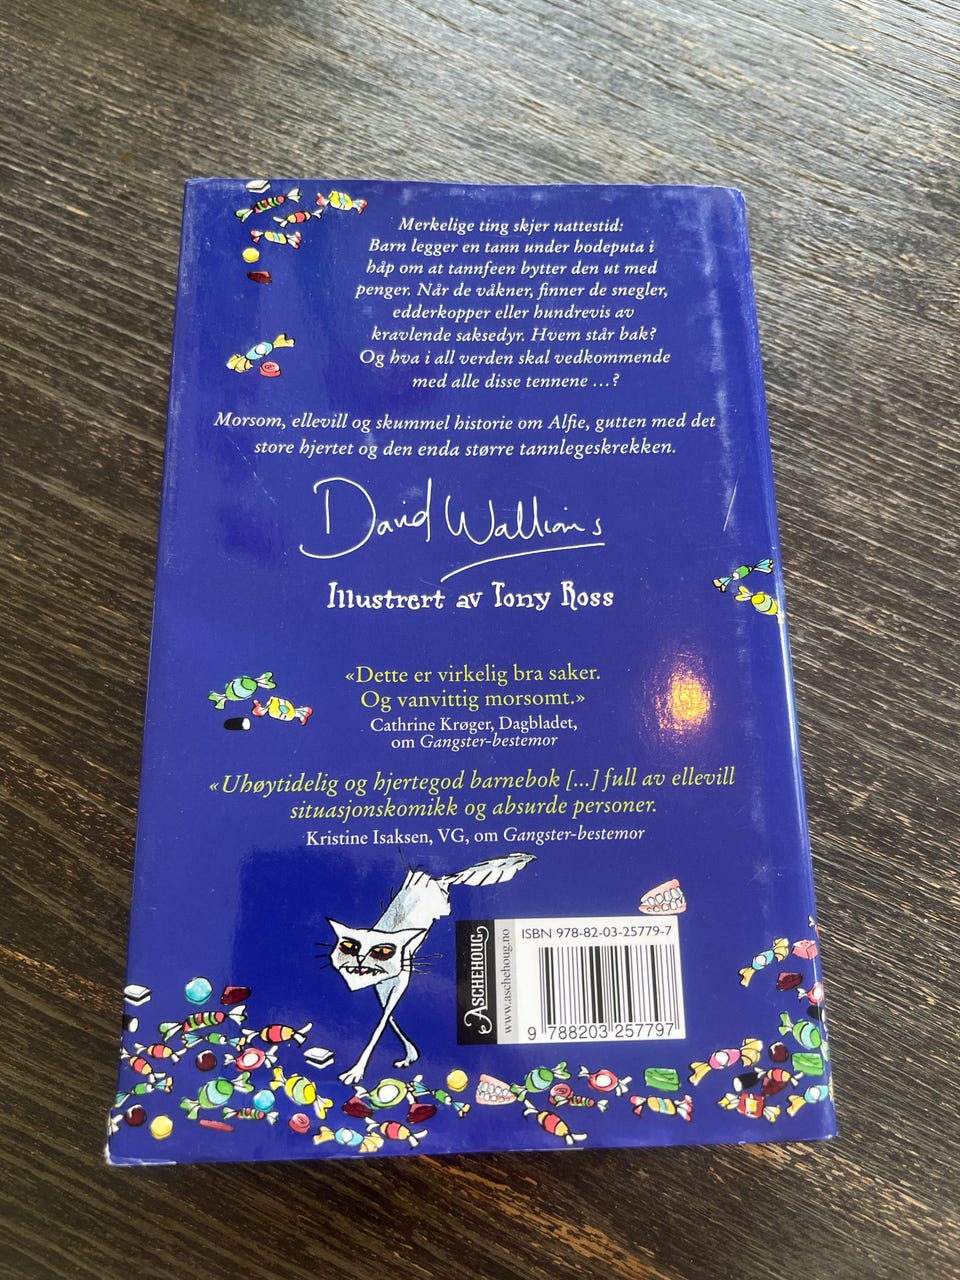 Merkelige ting skjer nattestid:
Barn legger en tann under hodeputa i
håp om at tannfeen bytter den ut med
penger. Når de våkner, finner de snegler,
edderkopper eller hundrevis av
kravlende saksedyr. Hvem står bak?
Og hva i all verden skal vedkommende
med alle disse tennene ...?
Morsom, ellevill og skummel historie om Alfie, gutten med det
store hjertet og den enda større tannlegeskrekken.
David Walliams
Illustrert av Tony Ross
«Dette er virkelig bra saker.
Og vanvittig morsomt.»
Cathrine Krøger, Dagbladet,
om Gangster-bestemor
«Uhøytidelig og hjertegod barnebok [...] full av ellevill
situasjonskomikk og absurde personer.
Kristine Isaksen, VG, om Gangster-bestemor
ASCHEHOUG
www.aschehoug.no
ISBN 978-82-03-25779-7
9 788203 257797